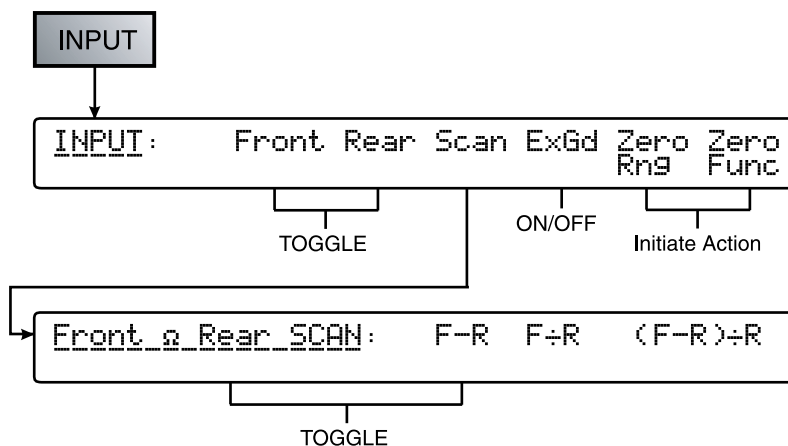 INPUT
INPUT: Front Rear Scan ExGd Zero Zero
Rng Func
TOGGLE ON/OFF Initiate Action
Front Ω Rear SCAN: F-R F÷R (F-R)÷R
TOGGLE